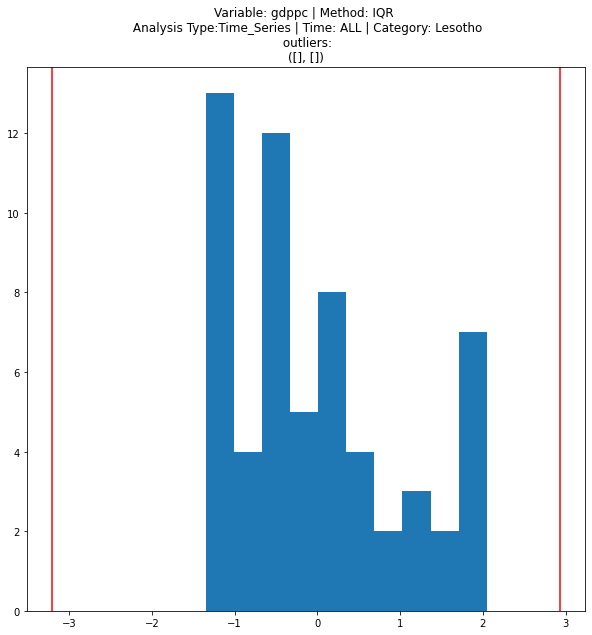 Variable: gdppc | Method: IQR
Analysis Type:Time_Series | Time: ALL | Category: Lesotho
outliers:
([], [])
12
10
8
6
4
2
0
−3 −2 −1 0 1 2 3